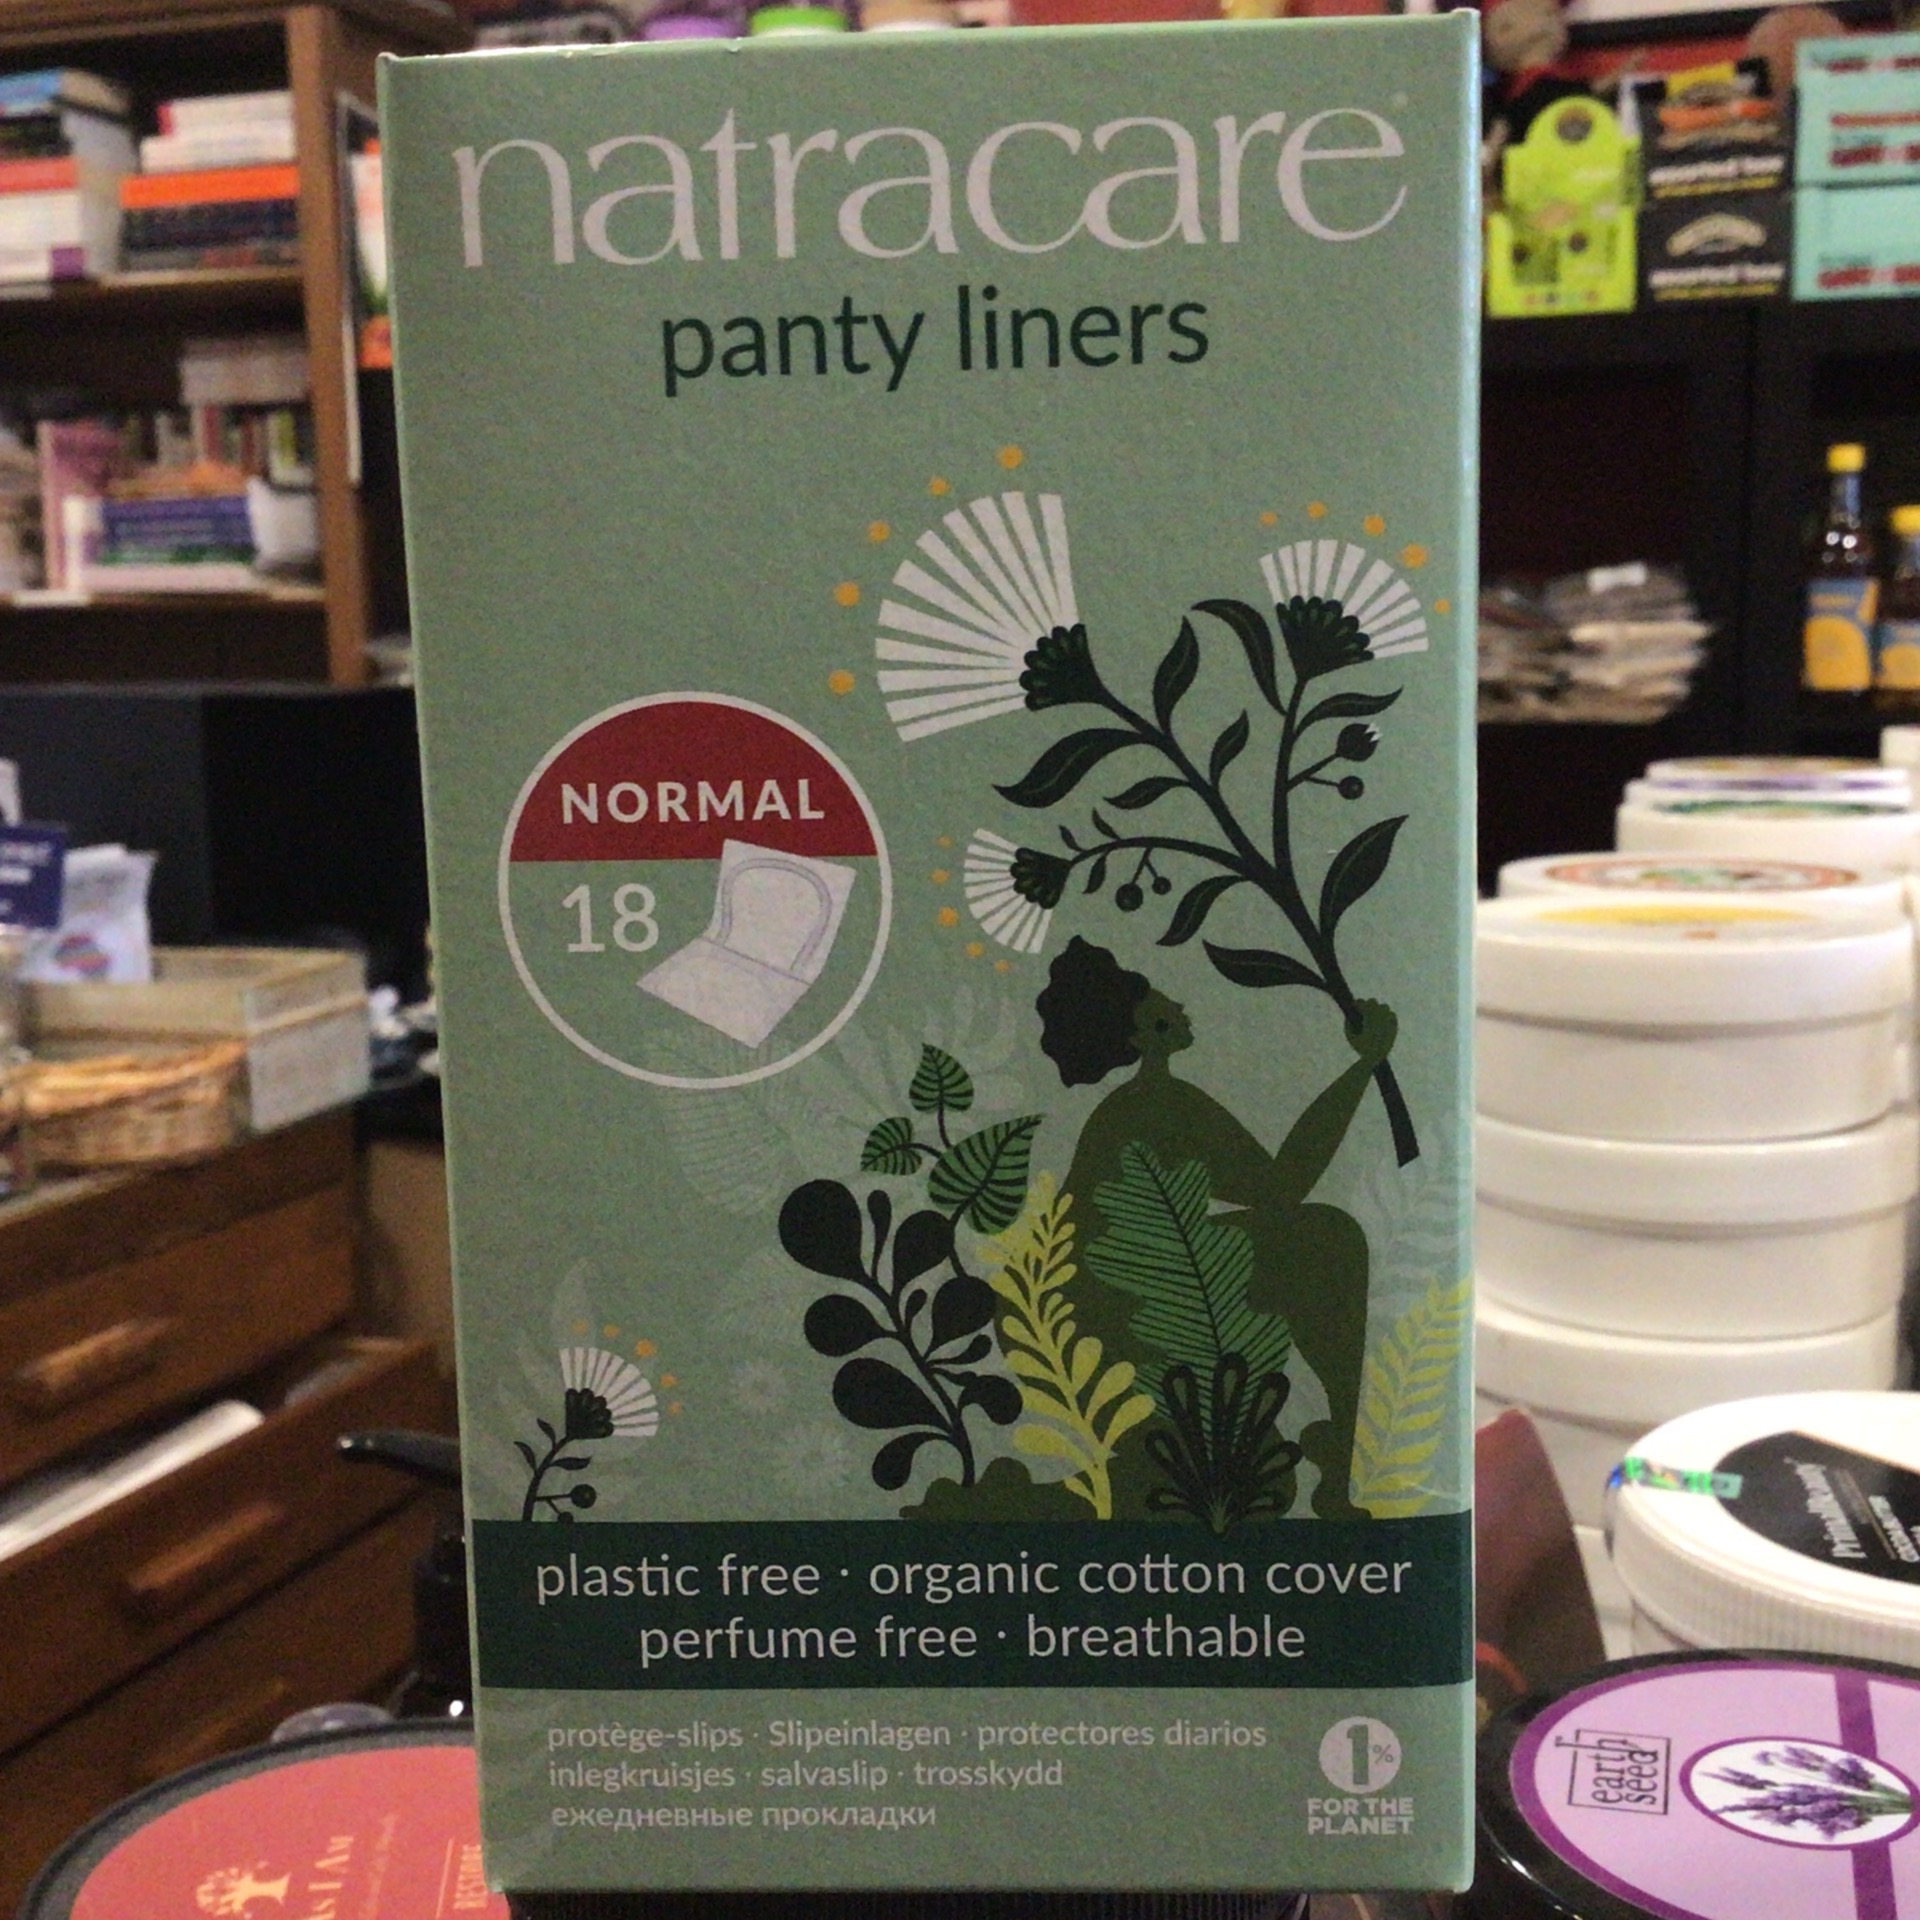 natracare
panty liners
NORMAL
18
plastic free · organic cotton cover
perfume free · breathable
protège-slips · Slipeinlagen · protectores diarios
inlegkruisjes · salvaslip · trosskydd
ежедневные прокладки
1%
FOR THE
PLANET
earth
seed
RESTORE